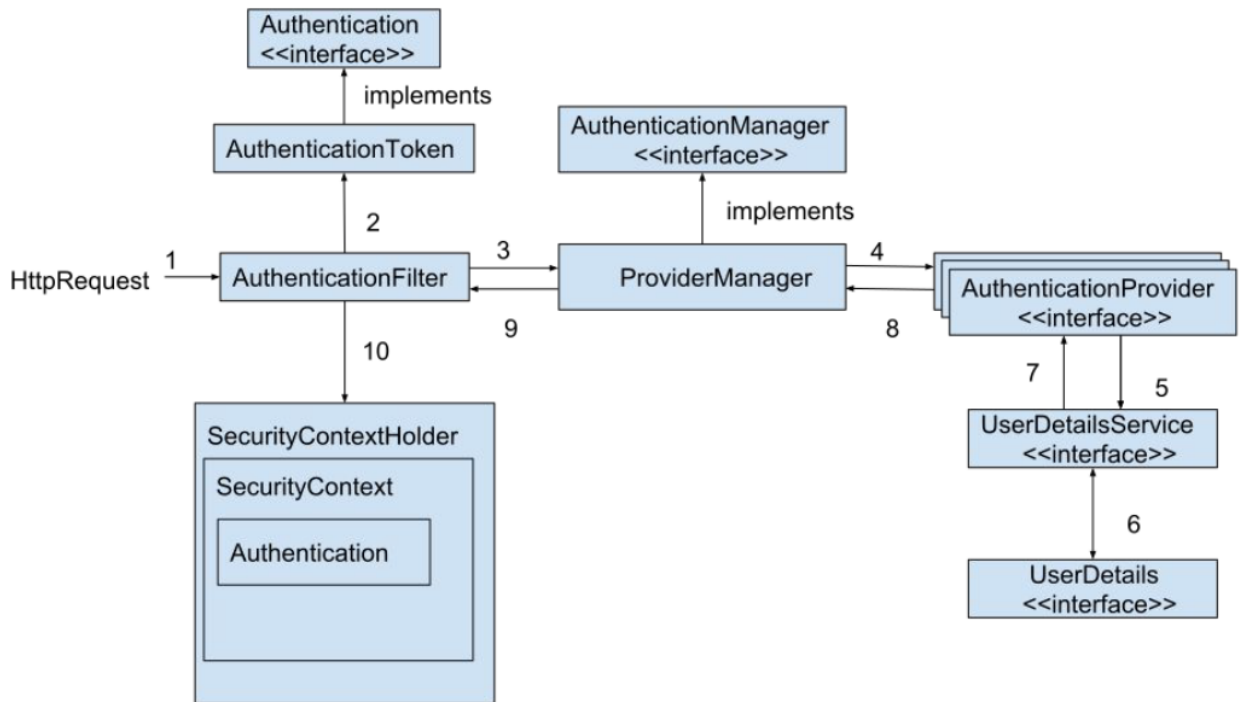 Authentication
<<interface>>
implements
AuthenticationToken
AuthenticationManager
<<interface>>
implements
2
1
HttpRequest
AuthenticationFilter
3
9
ProviderManager
4
8
AuthenticationProvider
<<interface>>
7
5
UserDetailsService
<<interface>>
6
UserDetails
<<interface>>
10
SecurityContextHolder
SecurityContext
Authentication